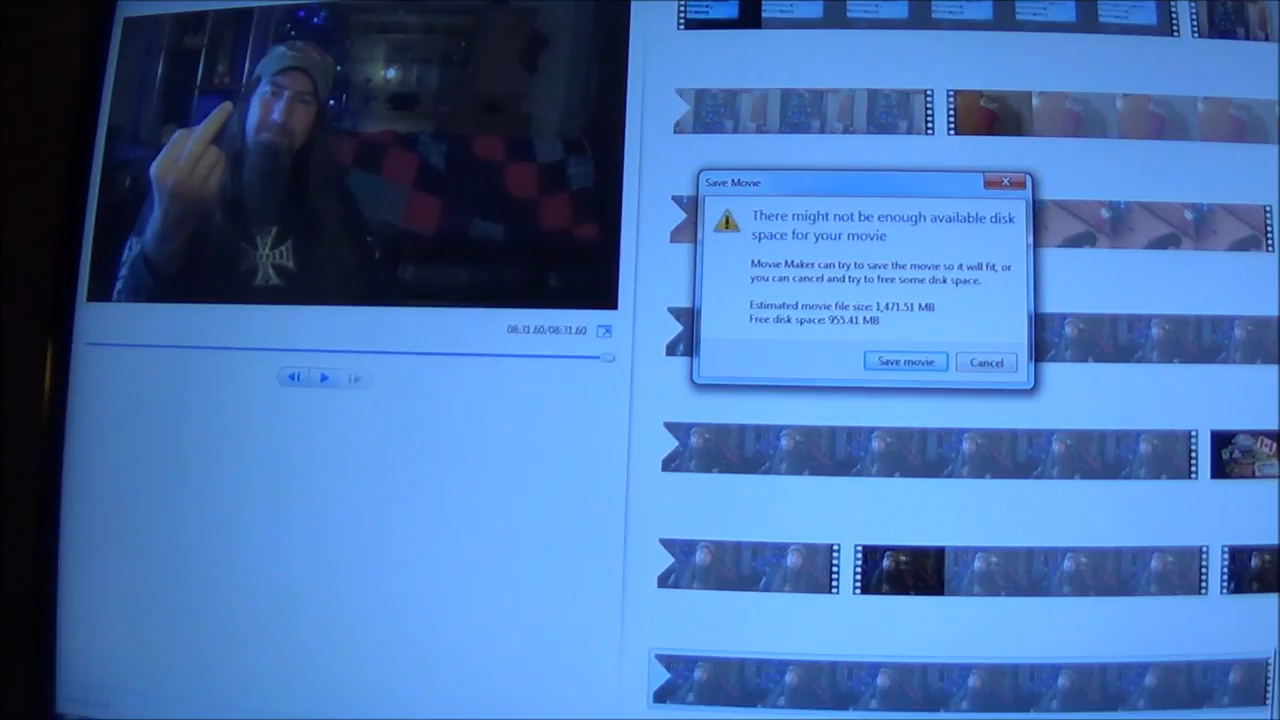 Save Movie
There might not be enough available disk
space for your movie
Movie Maker can try to save the movie so it will fit, or
you can cancel and try to free some disk space.
Estimated movie file size: 1,471.51 MB
Free disk space: 955.41 MB
08:31.60/08:31.60
Save movie
Cancel